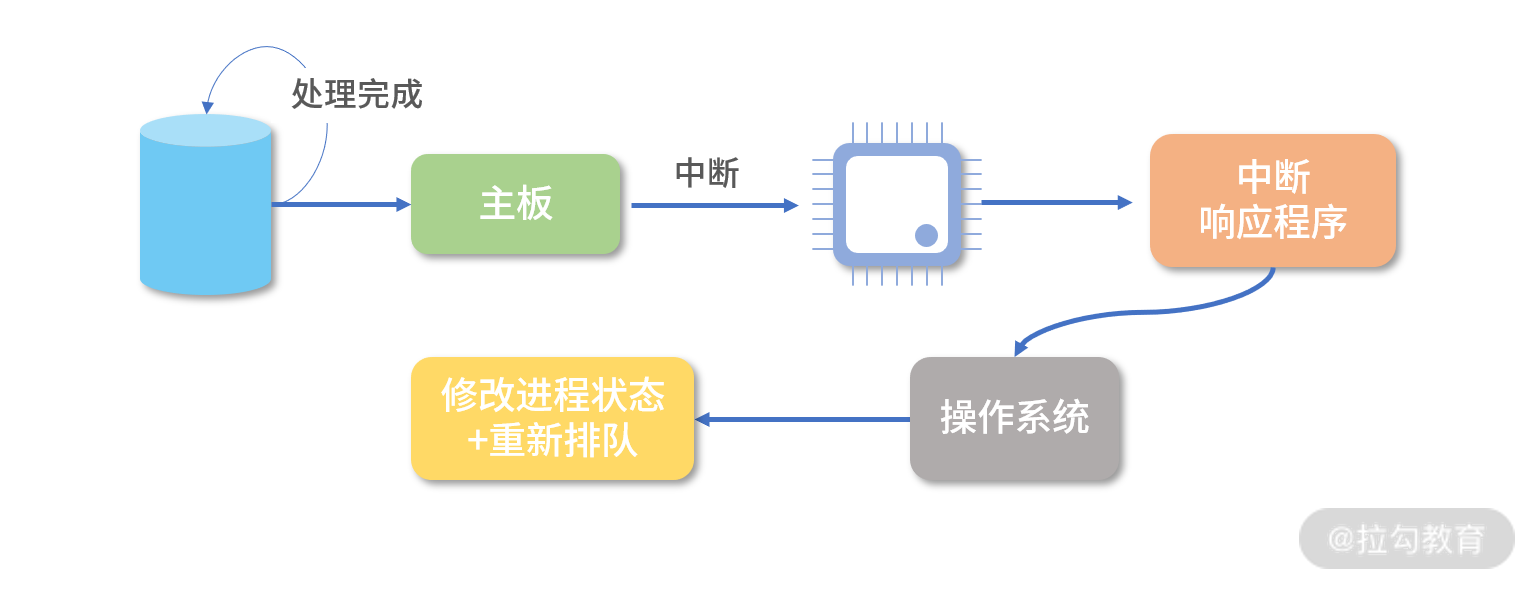 处理完成
主板
中断
中断
响应程序
操作系统
修改进程状态
+重新排队
@拉勾教育